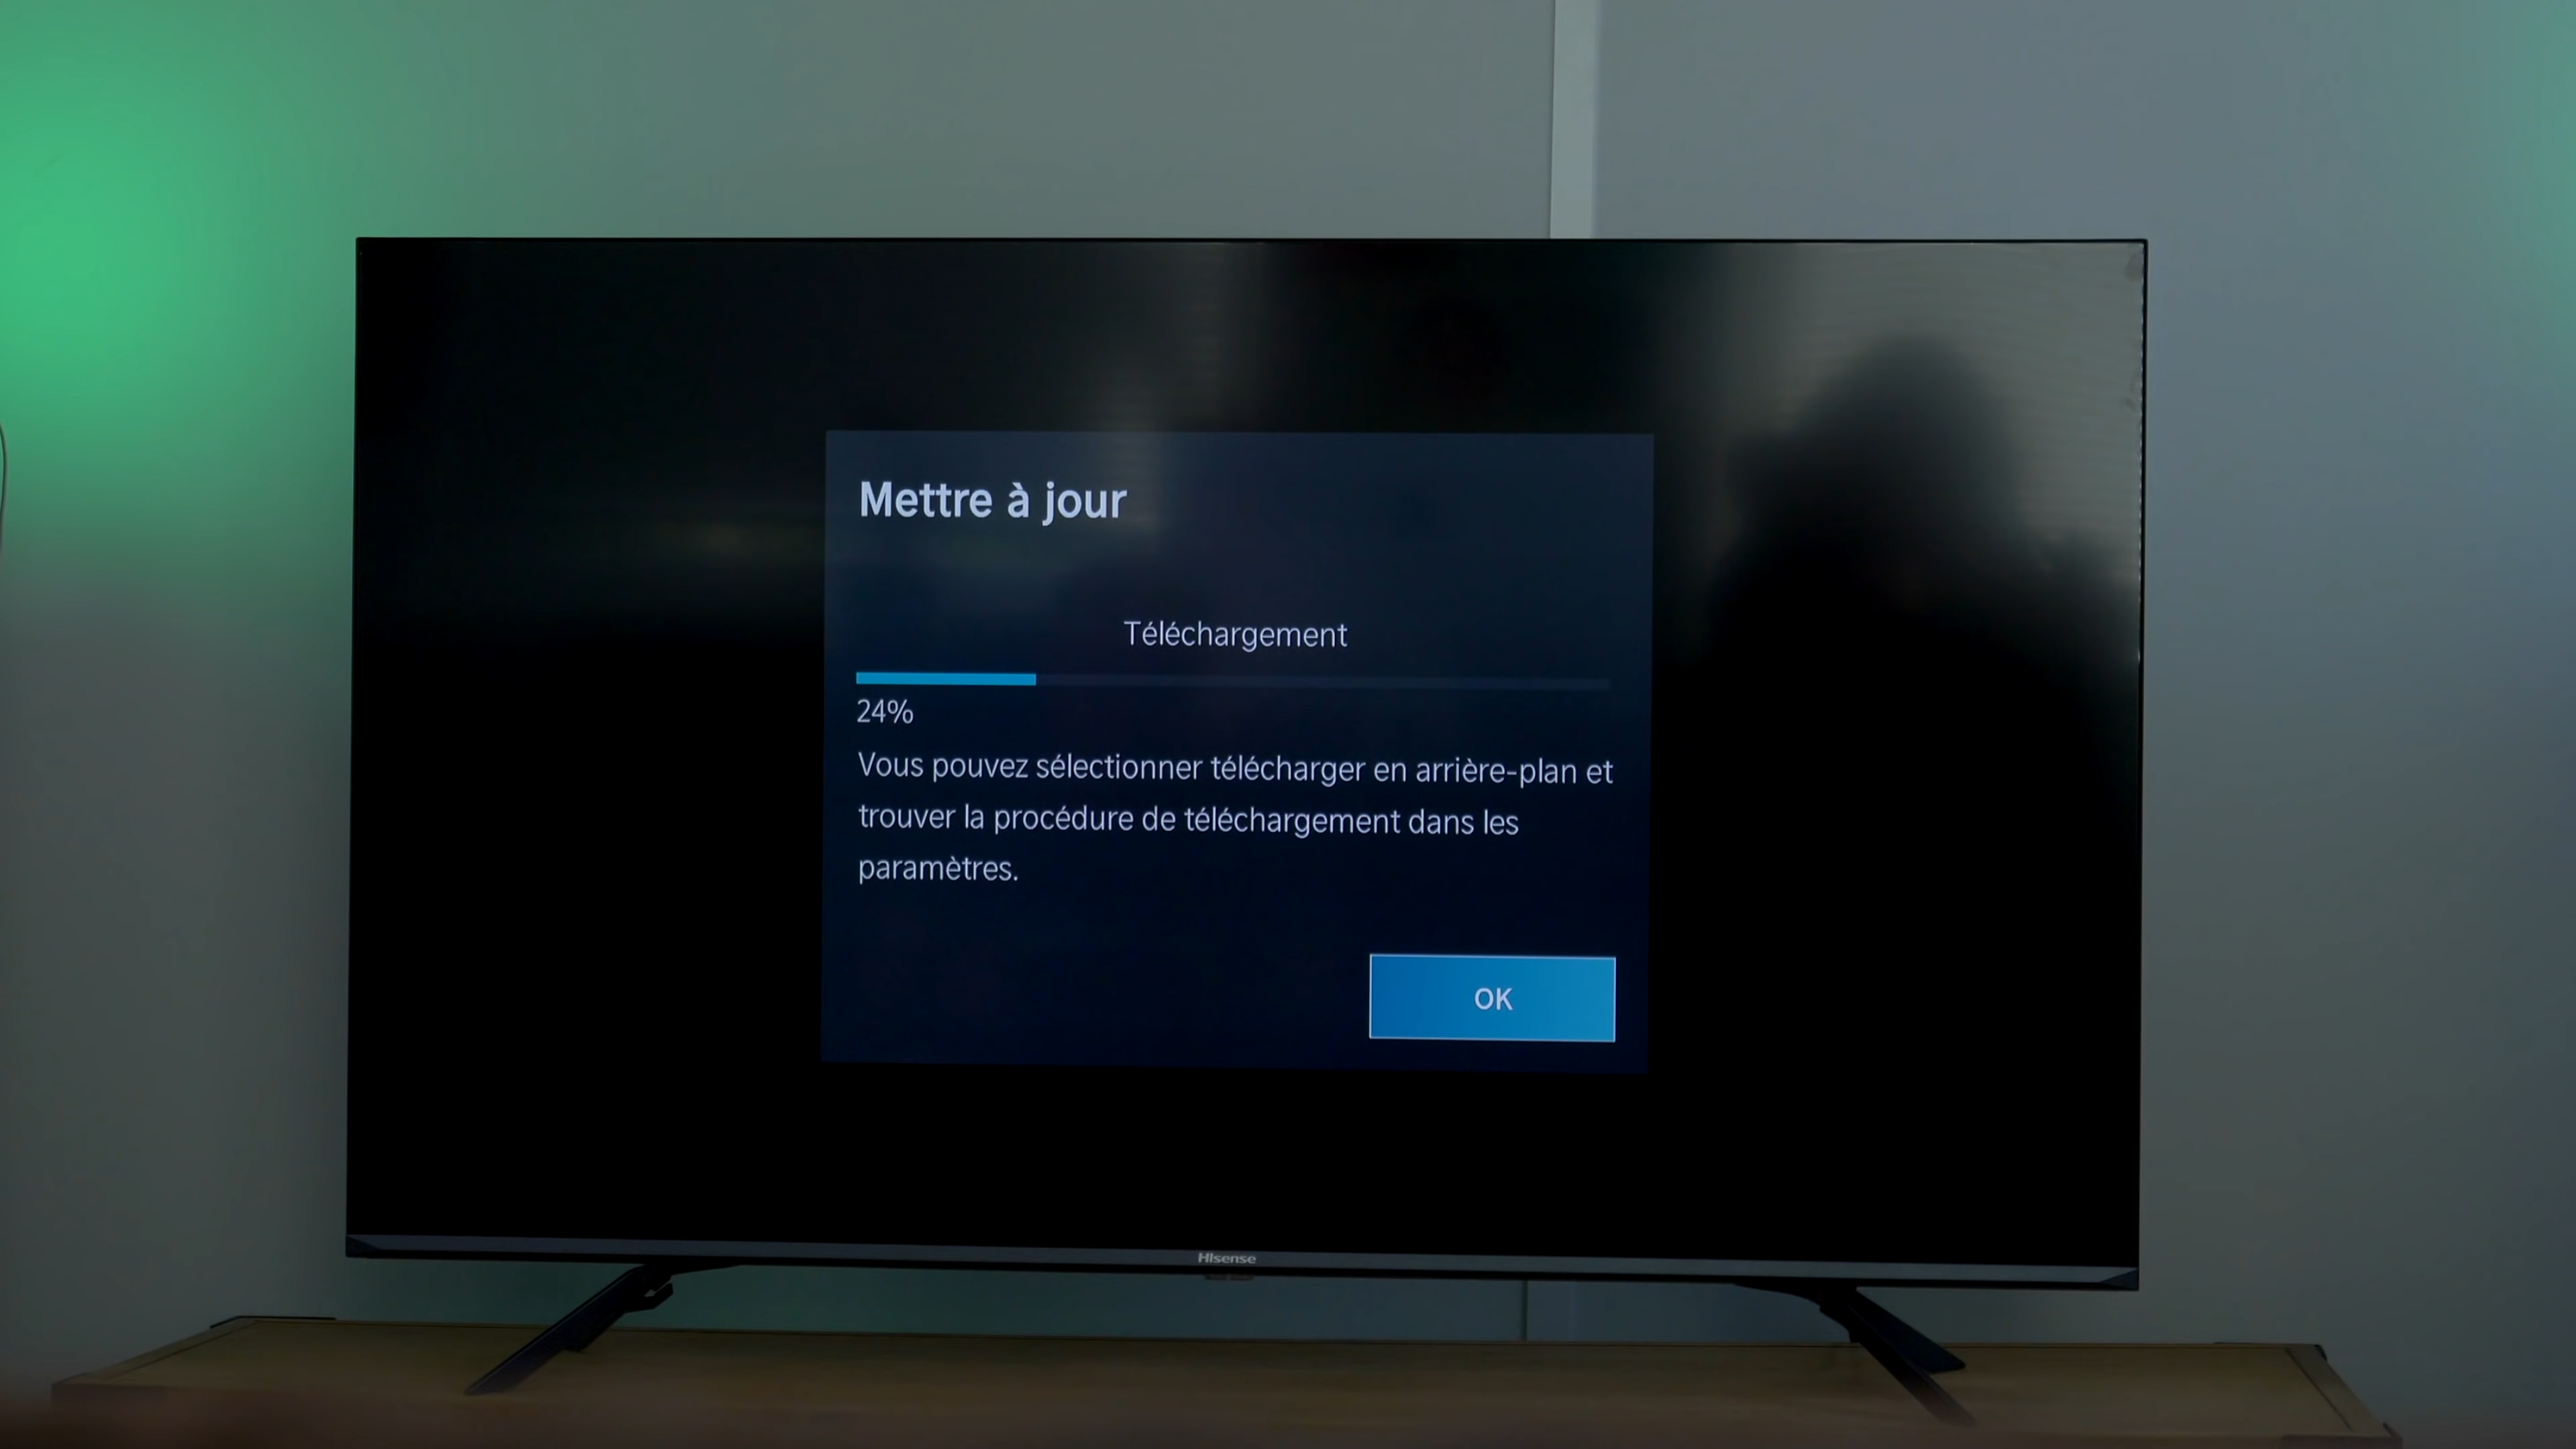 Mettre à jour
Téléchargement
24%
Vous pouvez sélectionner télécharger en arrière-plan et
trouver la procédure de téléchargement dans les
paramètres.
OK
Hisense